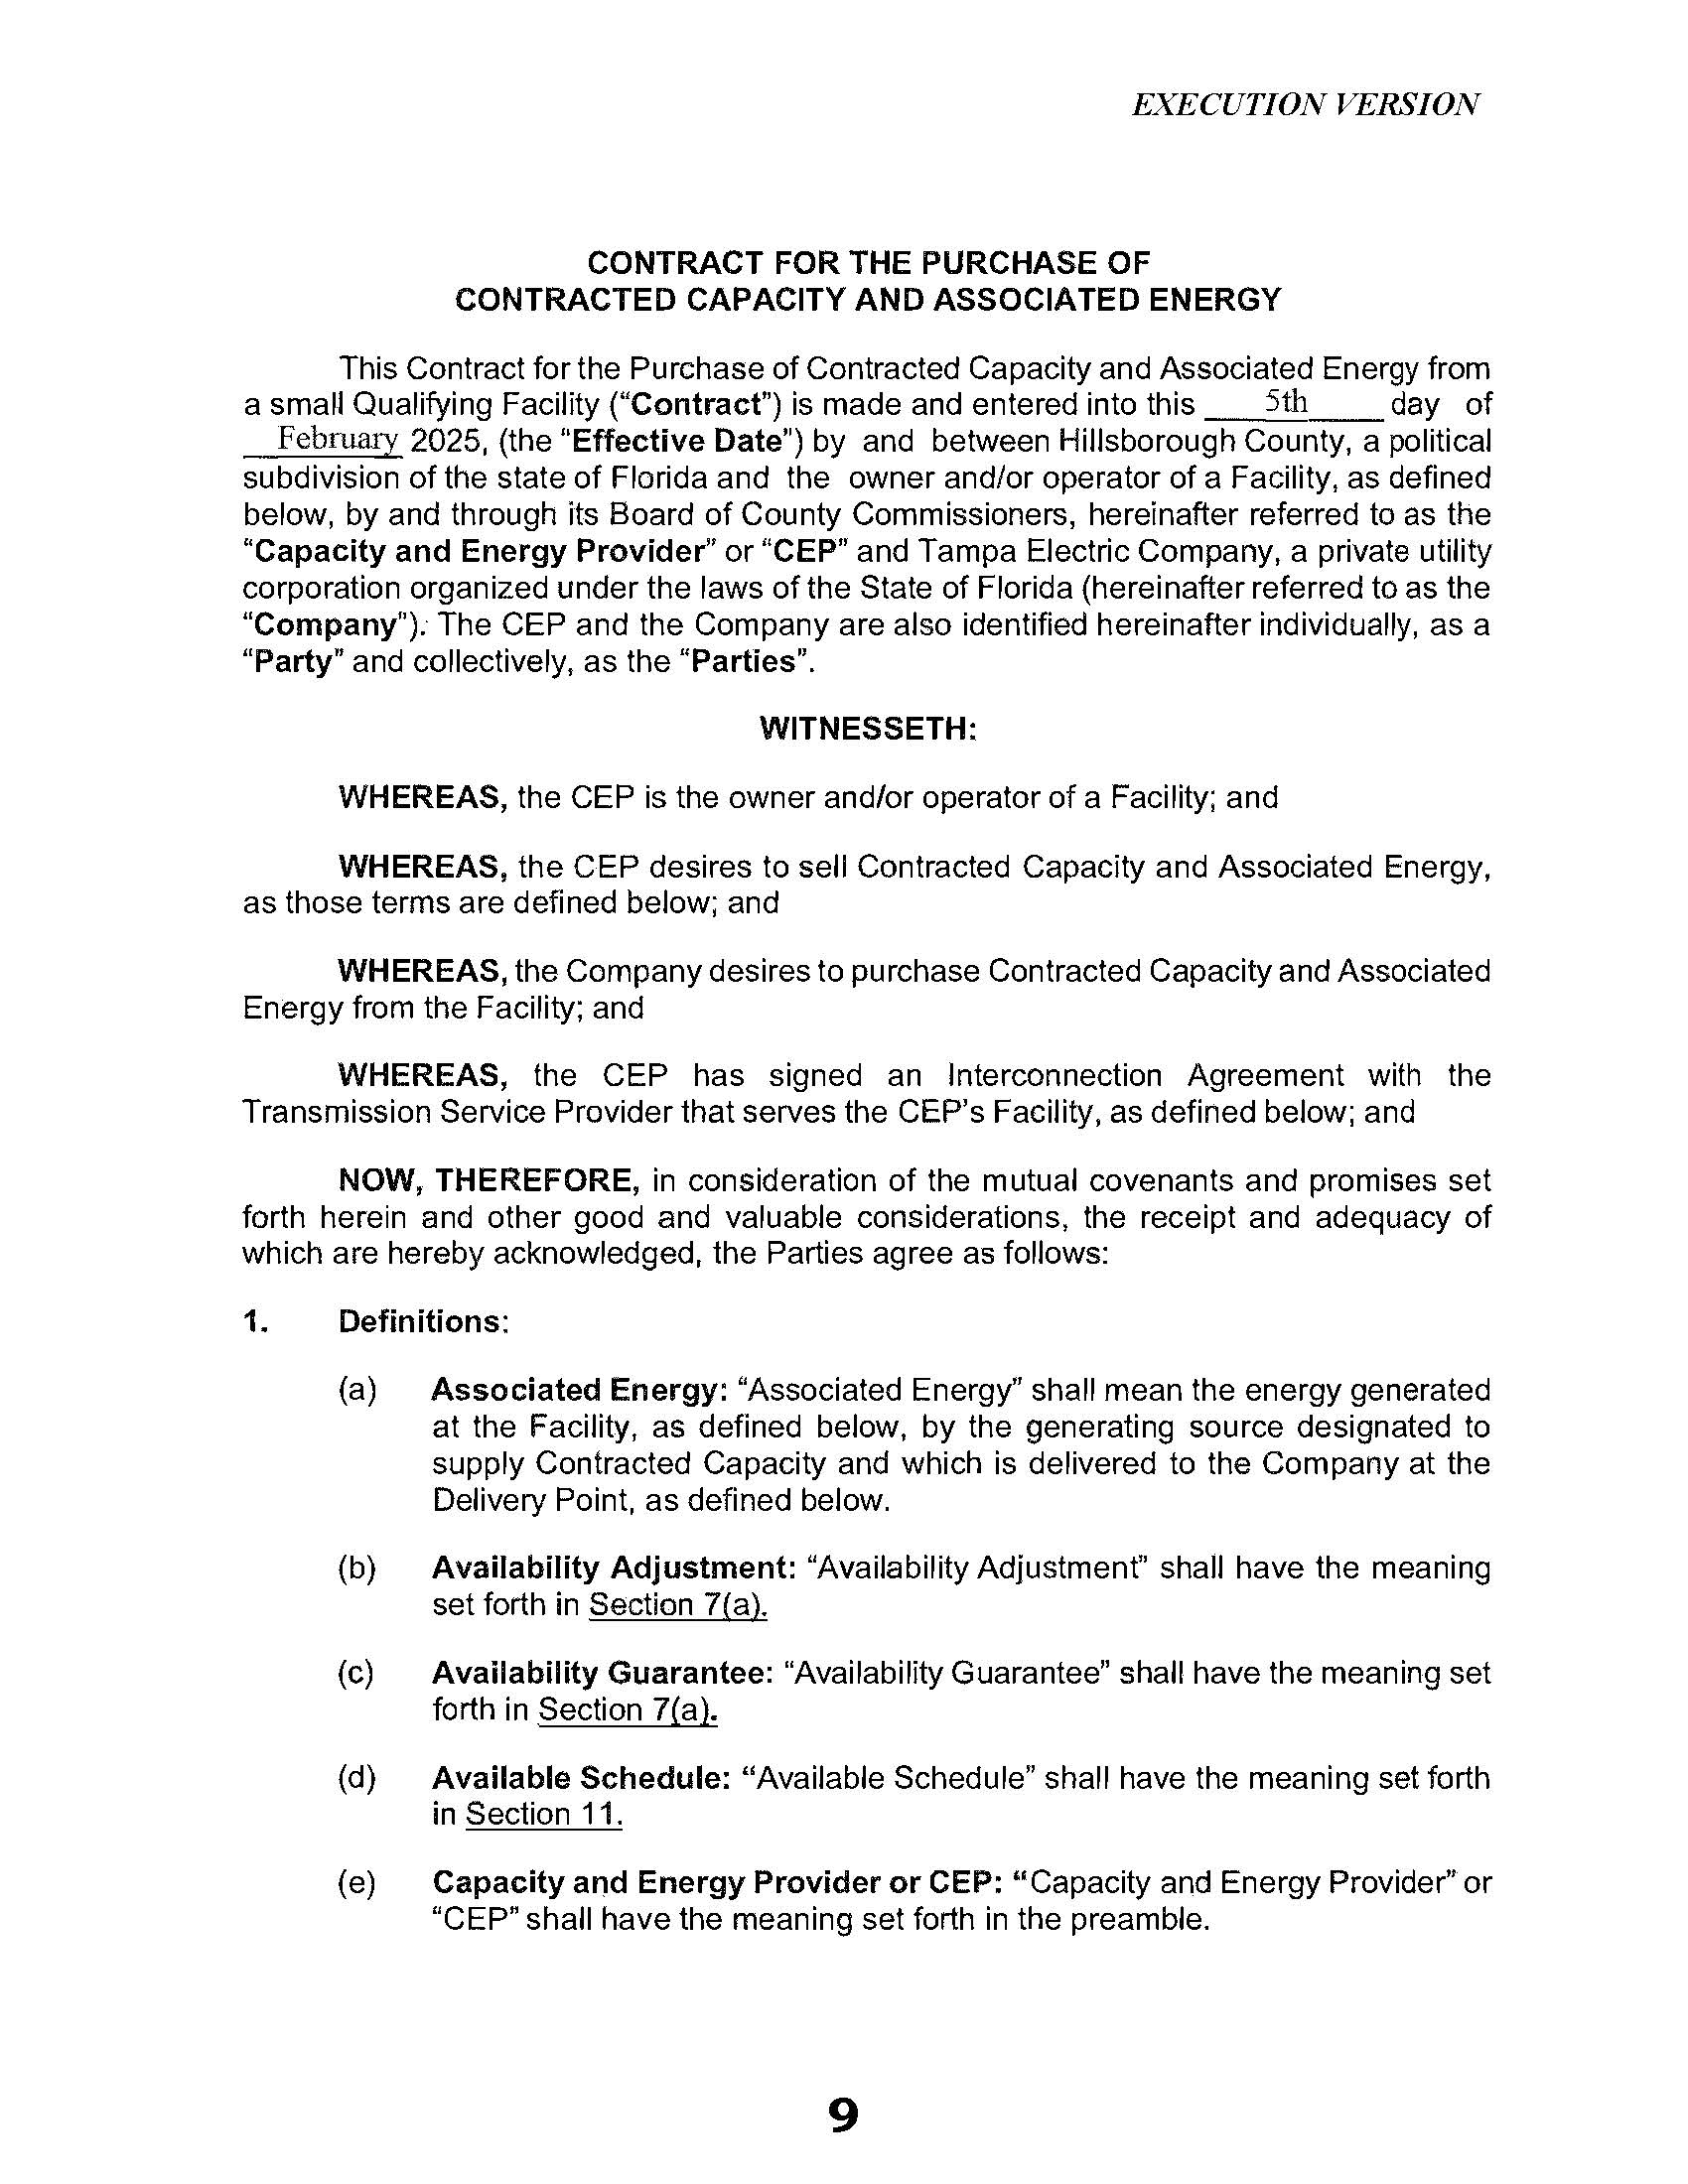 EXECUTION VERSION
CONTRACT FOR THE PURCHASE OF
CONTRACTED CAPACITY AND ASSOCIATED ENERGY
This Contract for the Purchase of Contracted Capacity and Associated Energy from
a small Qualifying Facility (“Contract”) is made and entered into this 5th day of
February 2025, (the “Effective Date”) by and between Hillsborough County, a political
subdivision of the state of Florida and the owner and/or operator of a Facility, as defined
below, by and through its Board of County Commissioners, hereinafter referred to as the
“Capacity and Energy Provider” or “CEP” and Tampa Electric Company, a private utility
corporation organized under the laws of the State of Florida (hereinafter referred to as the
“Company”). The CEP and the Company are also identified hereinafter individually, as a
“Party” and collectively, as the “Parties”.
WITNESSETH:
WHEREAS, the CEP is the owner and/or operator of a Facility; and
WHEREAS, the CEP desires to sell Contracted Capacity and Associated Energy,
as those terms are defined below; and
WHEREAS, the Company desires to purchase Contracted Capacity and Associated
Energy from the Facility; and
WHEREAS, the CEP has signed an Interconnection Agreement with the
Transmission Service Provider that serves the CEP’s Facility, as defined below; and
NOW, THEREFORE, in consideration of the mutual covenants and promises set
forth herein and other good and valuable considerations, the receipt and adequacy of
which are hereby acknowledged, the Parties agree as follows:
1. Definitions:
(a) Associated Energy: “Associated Energy” shall mean the energy generated
at the Facility, as defined below, by the generating source designated to
supply Contracted Capacity and which is delivered to the Company at the
Delivery Point, as defined below.
(b) Availability Adjustment: “Availability Adjustment” shall have the meaning
set forth in Section 7(a).
(c) Availability Guarantee: “Availability Guarantee” shall have the meaning set
forth in Section 7(a).
(d) Available Schedule: “Available Schedule” shall have the meaning set forth
in Section 11.
(e) Capacity and Energy Provider or CEP: “Capacity and Energy Provider” or
“CEP” shall have the meaning set forth in the preamble.
9